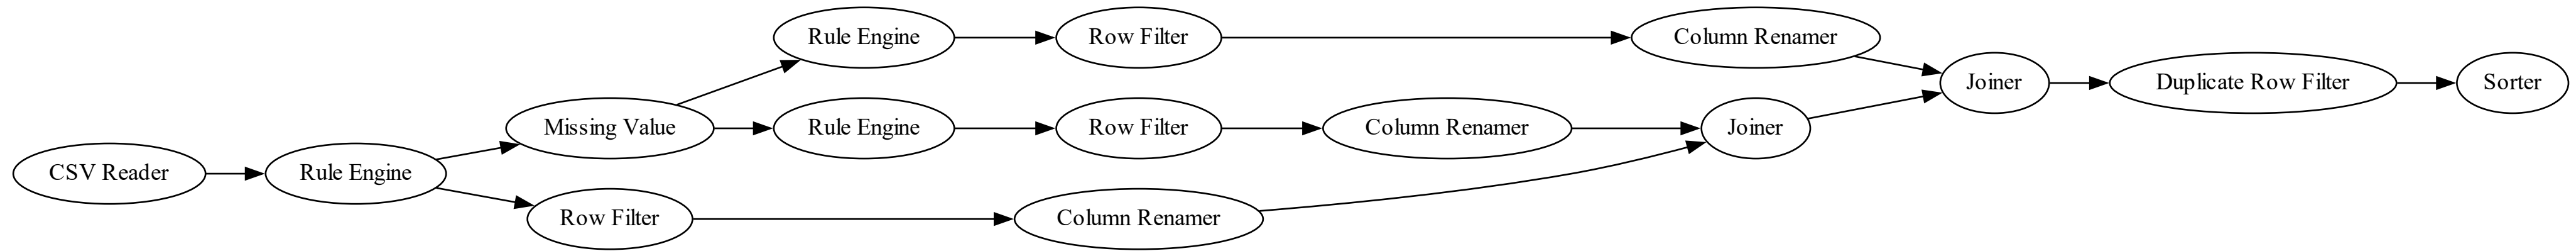 Rule Engine
Row Filter
Column Renamer
Joiner
Duplicate Row Filter
Sorter
Missing Value
Rule Engine
Row Filter
Column Renamer
Joiner
CSV Reader
Rule Engine
Row Filter
Column Renamer